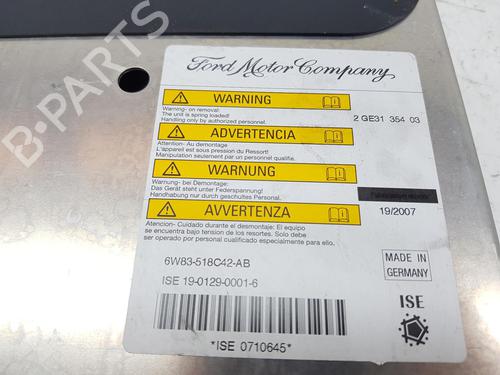 Ford Motor Company
WARNING
Warning- on removal:
The unit is spring loaded!
Handling only by authorized personnel.
2 GE31 354 03
ADVERTENCIA
Attention- Au demontage
L'appareil est sous pression du Ressort!
Manipulation seulement par un personnel qualifie.
WARNUNG
Warnung- bei Demontage:
Das Gerät steht unter Federspannung!
Handhabung nur durch geschultes Personal.
19/2007
AVVERTENZA
Atencion- Cuidado durante el desmontaje: El equipo
se encuentra bajo tension de los resortes. Solo debe
ser operado por personal cualificado especialmente para ello.
6W83-518C42-AB
MADE IN
GERMANY
ISE 19-0129-0001-6
ISE
*ISE 0710645*
B-PARTS